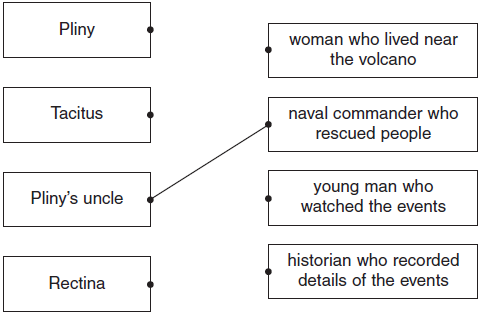 Pliny
Tacitus
Pliny's uncle
Rectina
woman who lived near
the volcano
naval commander who
rescued people
young man who
watched the events
historian who recorded
details of the events